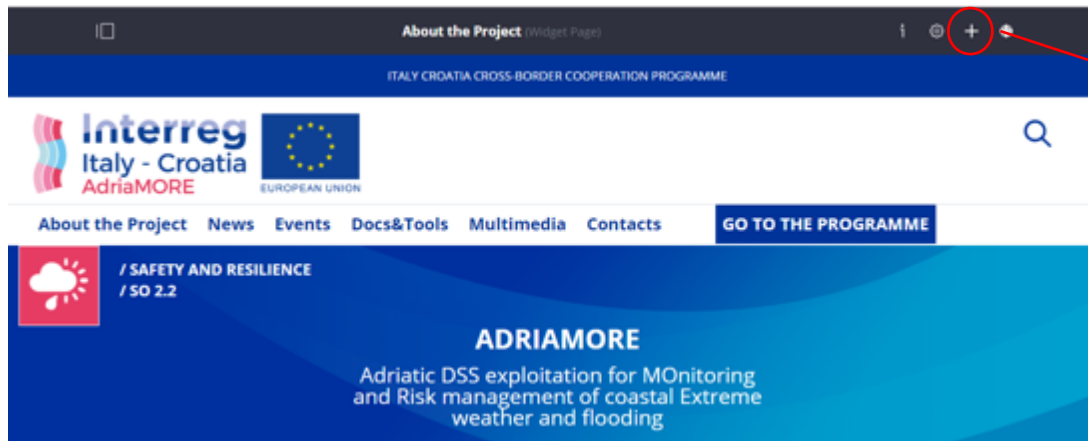 About the Project (Widget Page)
ITALY CROATIA CROSS-BORDER COOPERATION PROGRAMME
Interreg
Italy - Croatia
AdriaMORE
EUROPEAN UNION
About the Project News Events Docs&Tools Multimedia Contacts GO TO THE PROGRAMME
/ SAFETY AND RESILIENCE
/ SO 2.2
ADRIAMORE
Adriatic DSS exploitation for MOnitoring
and Risk management of coastal Extreme
weather and flooding